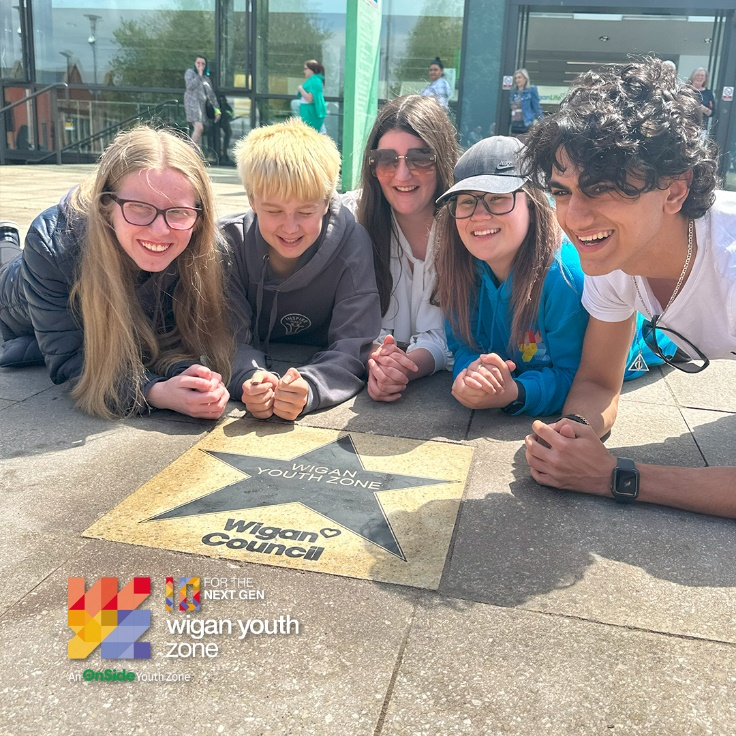 WIGAN
YOUTH ZONE
Wigan
Council
FOR THE
NEXT GEN
wigan youth
zone
An OnSide Youth Zone